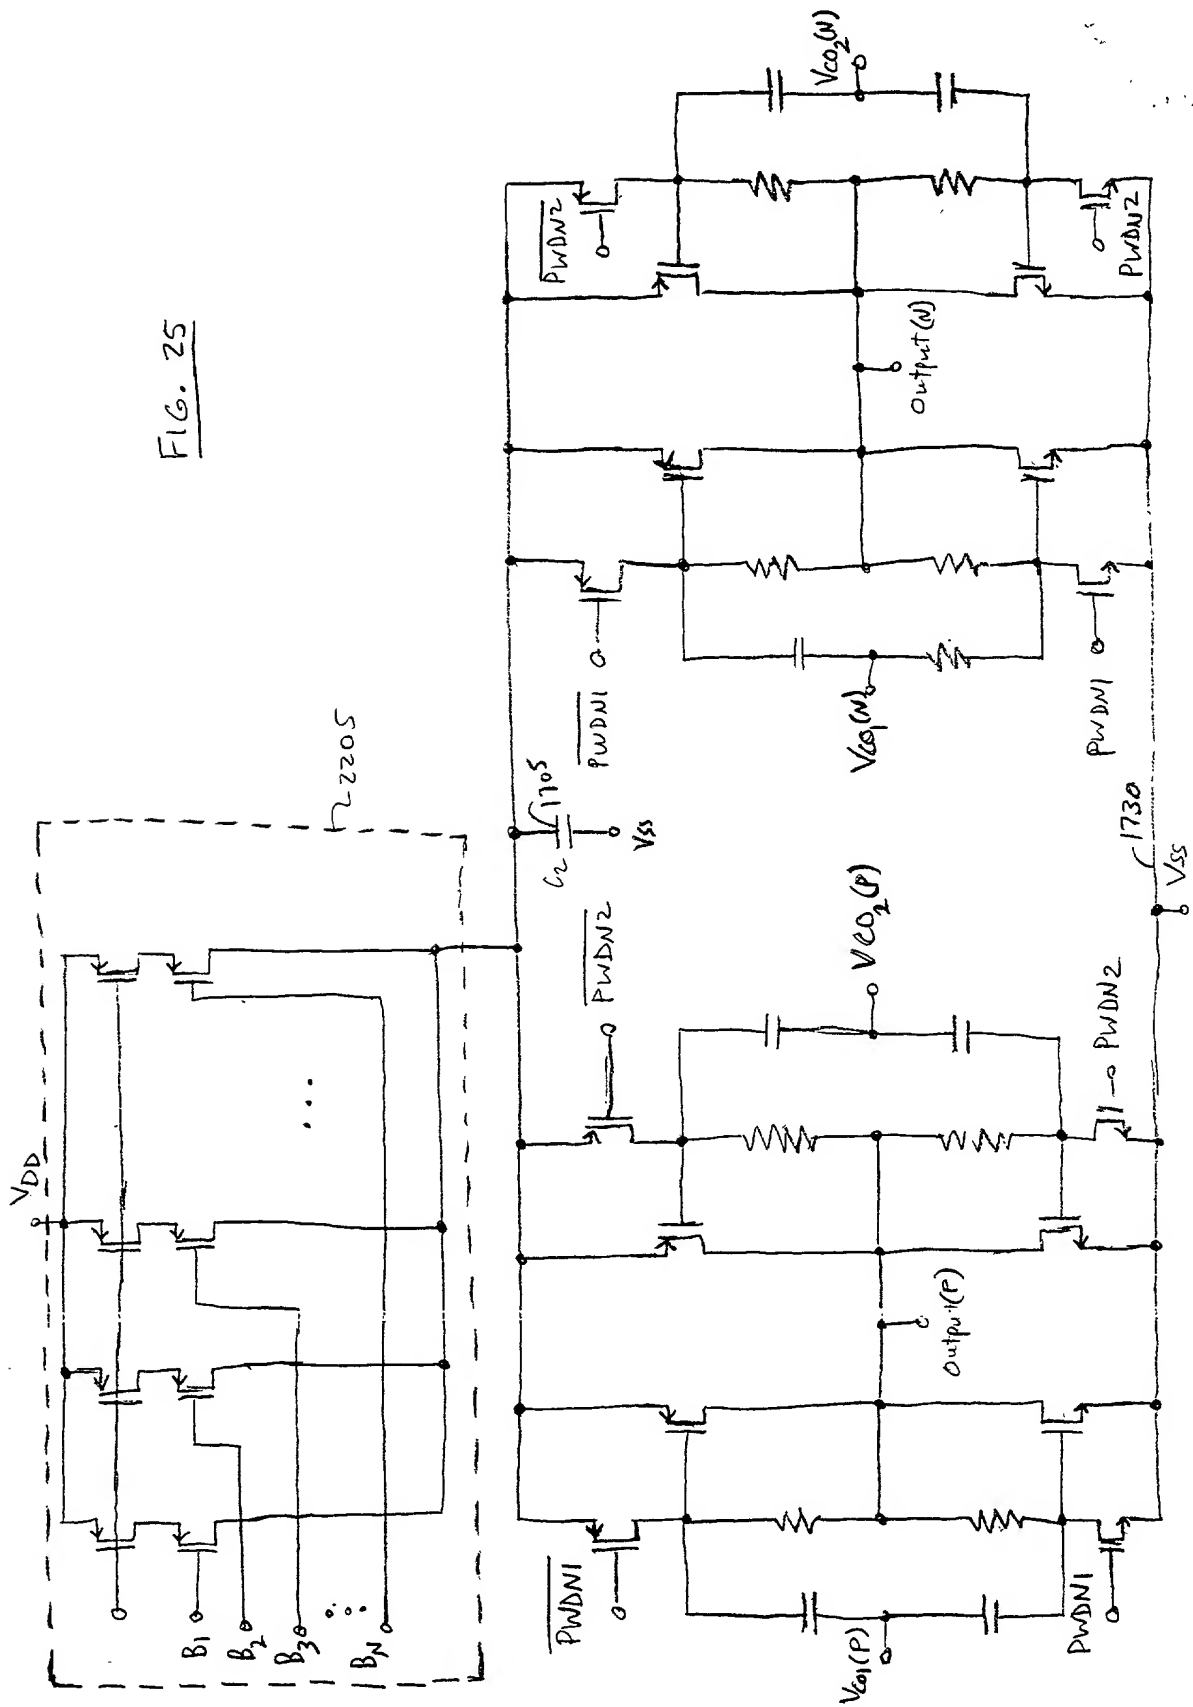 FIG. 25
VDD
2205
B1
B2
B3
...
BN
...
PWDN1
PWDN2
C2
1705
Vss
PWDN1
PWDN2
VCO1(P)
Output(P)
VCO2(P)
VCO1(N)
Output(N)
VCO2(N)
PWDN1
PWDN2
1730
Vss
PWDN1
PWDN2